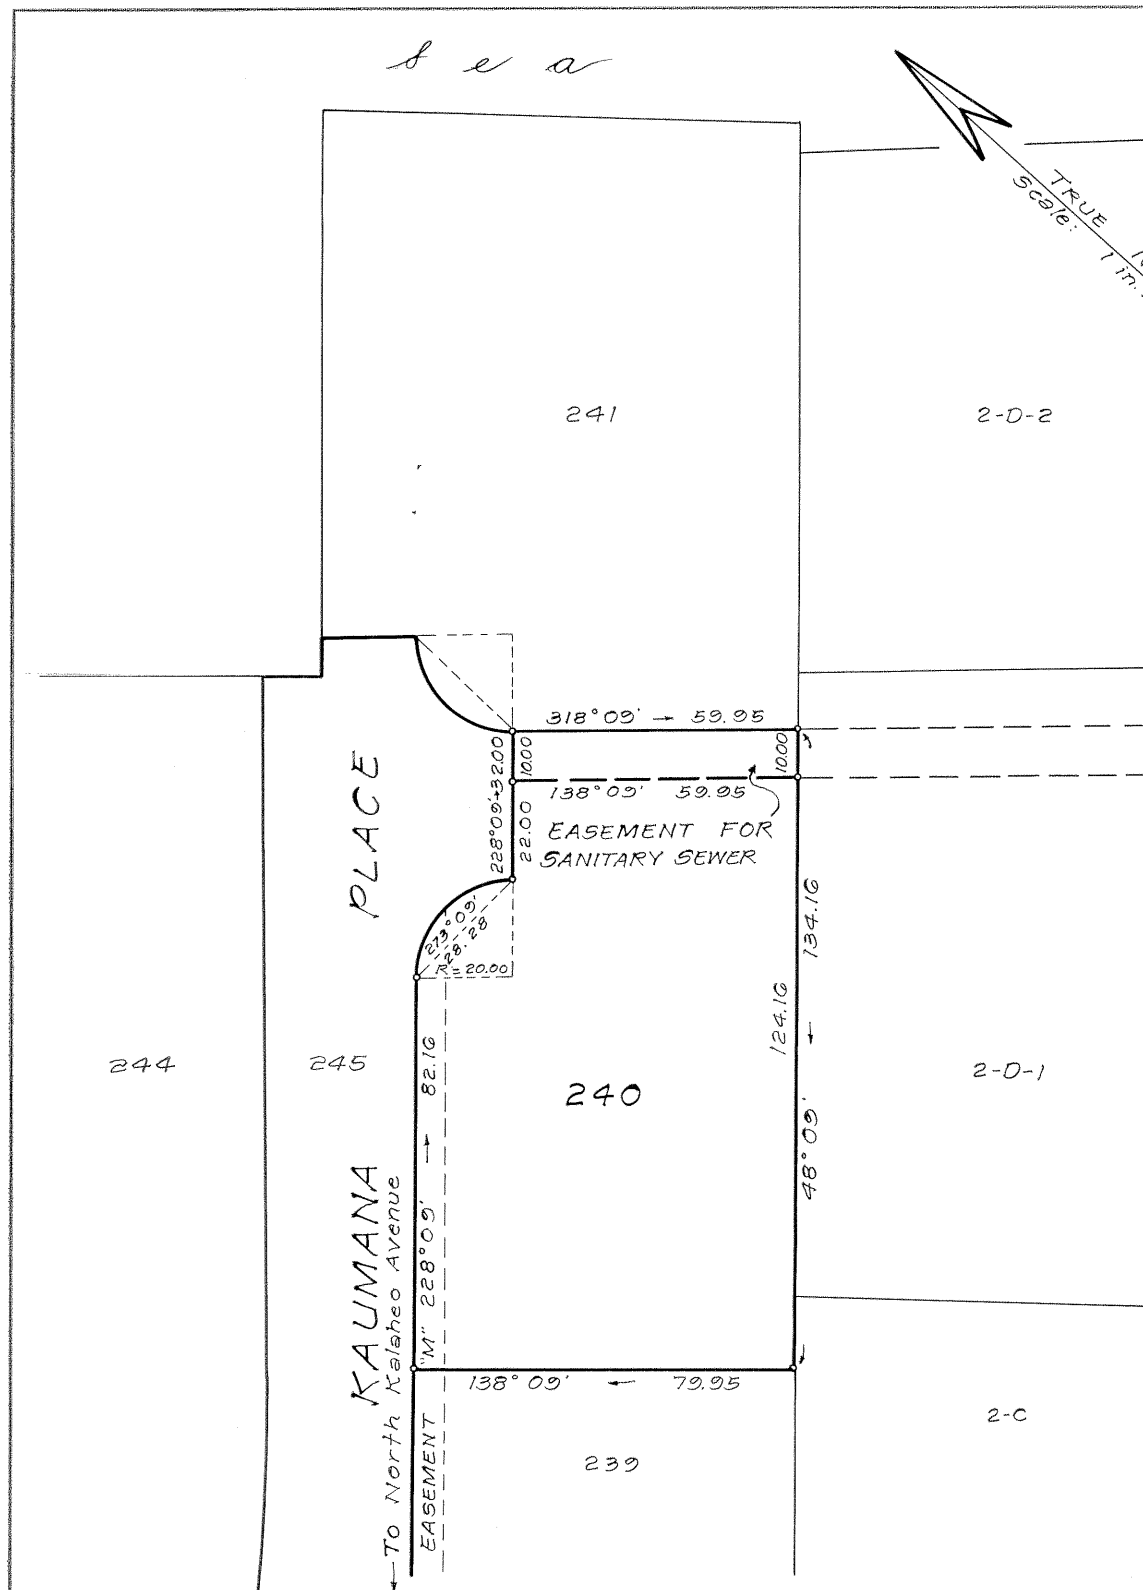 Sea
TRUE N
Scale: 1 in.
241
2-D-2
318°09' → 59.95
228°09'→32.00
10.00
10.00
138°09' 59.95
22.00
EASEMENT FOR
SANITARY SEWER
PLACE
273°09'
28.28
R=20.00
134.16
124.16
48°09'
←
244
245
240
2-D-1
"M" 228°09' → 82.16
KAUMANA
← To North Kalaheo Avenue
138°09' ← 79.95
EASEMENT
239
2-C